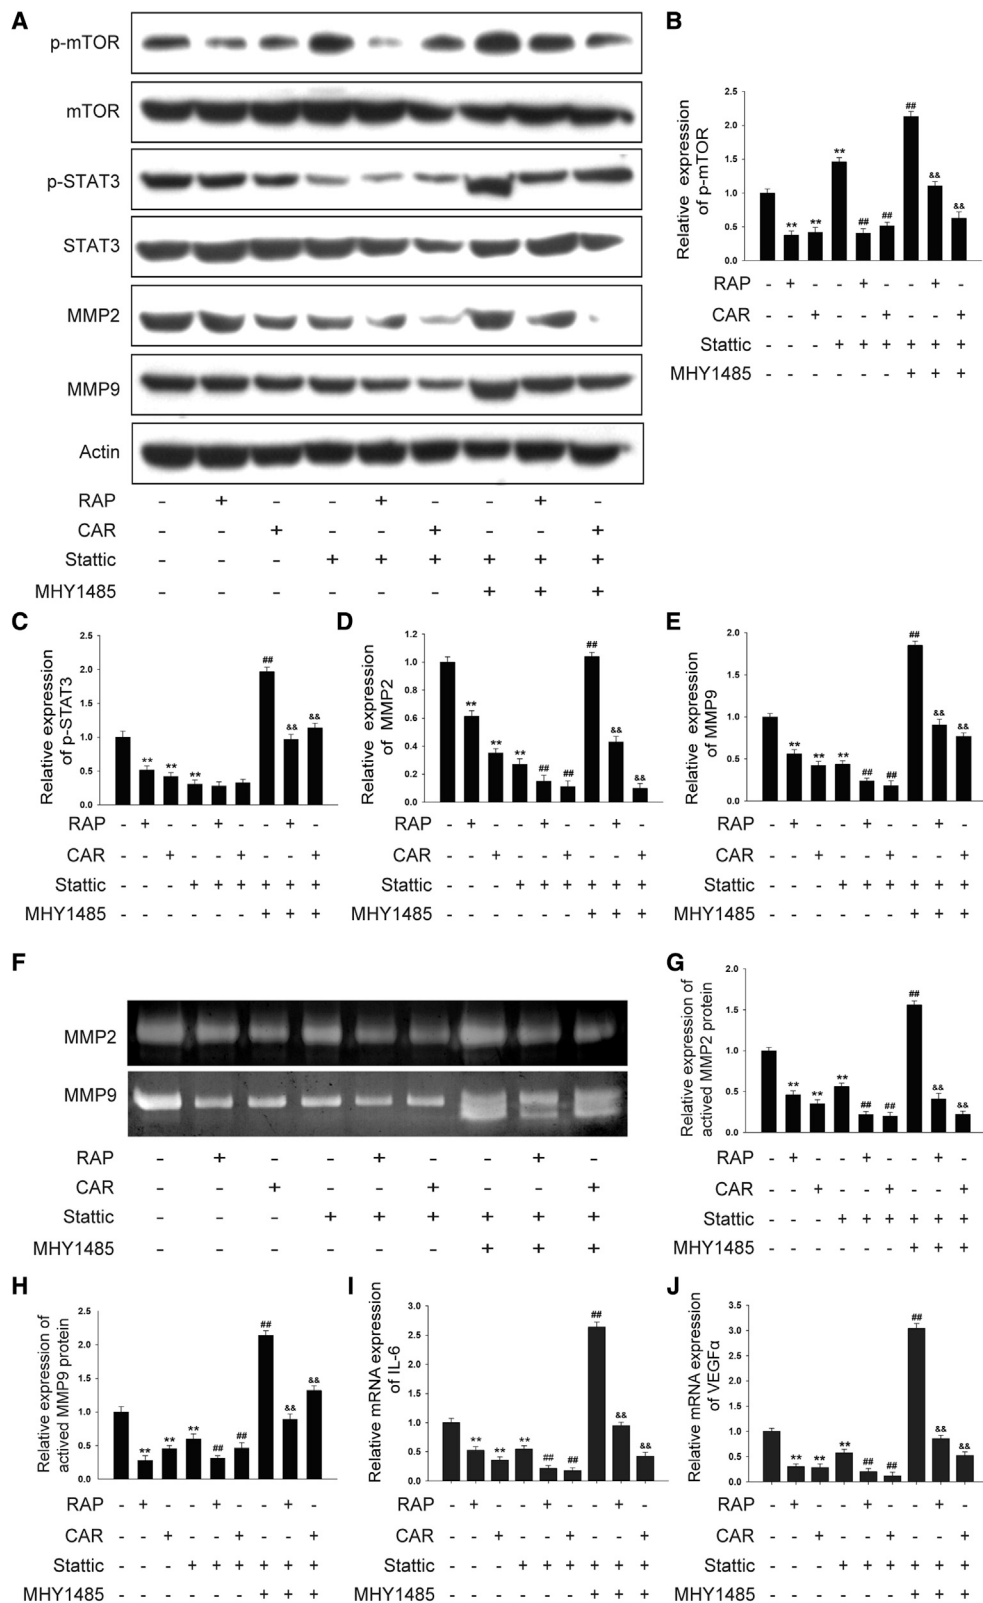 A
p-mTOR
mTOR
p-STAT3
STAT3
MMP2
MMP9
Actin
RAP - + - - + - - + -
CAR - - + - - + - - +
Stattic - - - + + + + + +
MHY1485 - - - - - - + + +
B
Relative expression
of p-mTOR
2.5
2.0
1.5
1.0
0.5
0.0
** ** ** ## ## ## && &&
RAP - + - - + - - + -
CAR - - + - - + - - +
Stattic - - - + + + + + +
MHY1485 - - - - - - + + +
C
Relative expression
of p-STAT3
2.5
2.0
1.5
1.0
0.5
0.0
** ** ** ## && &&
RAP - + - - + - - + -
CAR - - + - - + - - +
Stattic - - - + + + + + +
MHY1485 - - - - - - + + +
D
Relative expression
of MMP2
1.2
1.0
0.8
0.6
0.4
0.2
0.0
** ** ** ## ## ## && &&
RAP - + - - + - - + -
CAR - - + - - + - - +
Stattic - - - + + + + + +
MHY1485 - - - - - - + + +
E
Relative expression
of MMP9
2.0
1.5
1.0
0.5
0.0
** ** ** ## ## ## && &&
RAP - + - - + - - + -
CAR - - + - - + - - +
Stattic - - - + + + + + +
MHY1485 - - - - - - + + +
F
MMP2
MMP9
RAP - + - - + - - + -
CAR - - + - - + - - +
Stattic - - - + + + + + +
MHY1485 - - - - - - + + +
G
Relative expression of
actived MMP2 protein
2.0
1.5
1.0
0.5
0.0
** ** ** ## ## ## && &&
RAP - + - - + - - + -
CAR - - + - - + - - +
Stattic - - - + + + + + +
MHY1485 - - - - - - + + +
H
Relative expression of
actived MMP9 protein
2.5
2.0
1.5
1.0
0.5
0.0
** ** ** ## ## ## && &&
RAP - + - - + - - + -
CAR - - + - - + - - +
Stattic - - - + + + + + +
MHY1485 - - - - - - + + +
I
Relative mRNA expression
of IL-6
3.0
2.5
2.0
1.5
1.0
0.5
0.0
** ** ** ## ## ## && &&
RAP - + - - + - - + -
CAR - - + - - + - - +
Stattic - - - + + + + + +
MHY1485 - - - - - - + + +
J
Relative mRNA expression
of VEGFα
3.5
3.0
2.5
2.0
1.5
1.0
0.5
0.0
** ** ** ## ## ## && &&
RAP - + - - + - - + -
CAR - - + - - + - - +
Stattic - - - + + + + + +
MHY1485 - - - - - - + + +